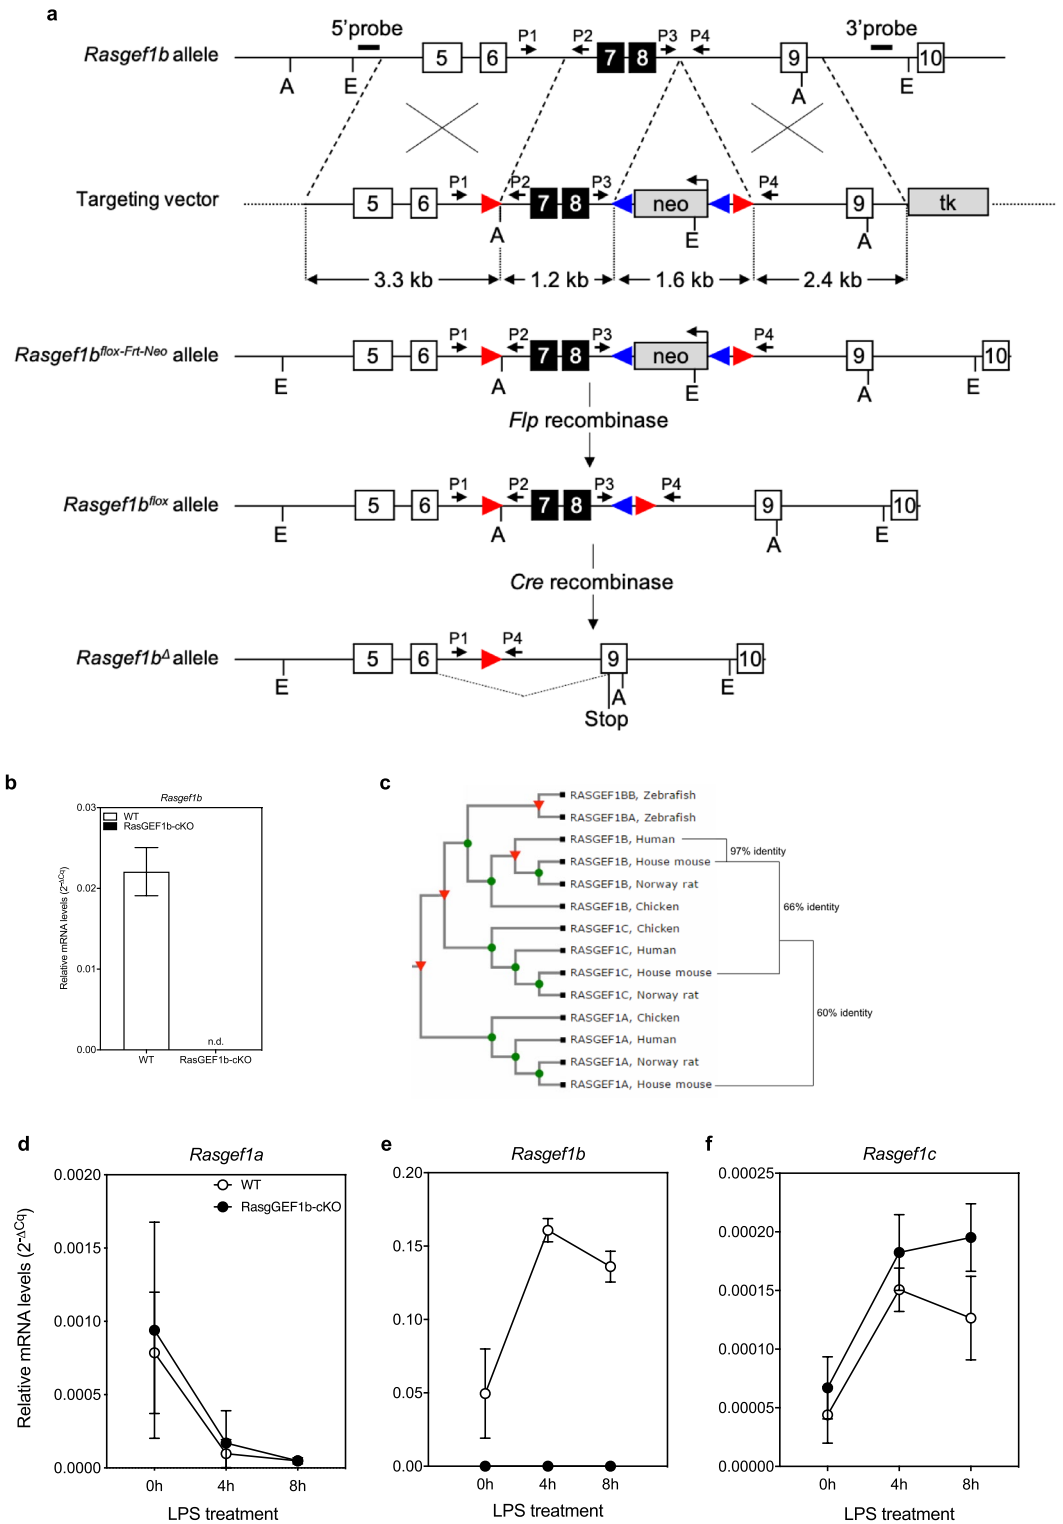 a
5’probe
3’probe
P1 P2 P3 P4
Rasgef1b allele
5 6 7 8 9 10
A E A E
Targeting vector
P1 P2 P3 P4
5 6 7 8 neo 9 tk
A E A
3.3 kb 1.2 kb 1.6 kb 2.4 kb
P1 P2 P3 P4
Rasgef1bflox-Frt-Neo allele
5 6 7 8 neo 9 10
E A E A E
Flp recombinase
P1 P2 P3 P4
Rasgef1bflox allele
5 6 7 8 9 10
E A A E
Cre recombinase
P1 P4
Rasgef1bΔ allele
5 6 9 10
E A E
Stop
b
Rasgef1b
WT
RasGEF1b-cKO
Relative mRNA levels (2-ΔCq)
0.03
0.02
0.01
0.00
n.d.
WT RasGEF1b-cKO
c
RASGEF1BB, Zebrafish
RASGEF1BA, Zebrafish
RASGEF1B, Human
RASGEF1B, House mouse
RASGEF1B, Norway rat
RASGEF1B, Chicken
RASGEF1C, Chicken
RASGEF1C, Human
RASGEF1C, House mouse
RASGEF1C, Norway rat
RASGEF1A, Chicken
RASGEF1A, Human
RASGEF1A, Norway rat
RASGEF1A, House mouse
97% identity
66% identity
60% identity
d
Rasgef1a
WT
RasgGEF1b-cKO
Relative mRNA levels (2-ΔCq)
0.0020
0.0015
0.0010
0.0005
0.0000
0h 4h 8h
LPS treatment
e
Rasgef1b
0.20
0.15
0.10
0.05
0.00
0h 4h 8h
LPS treatment
f
Rasgef1c
0.00025
0.00020
0.00015
0.00010
0.00005
0.00000
0h 4h 8h
LPS treatment